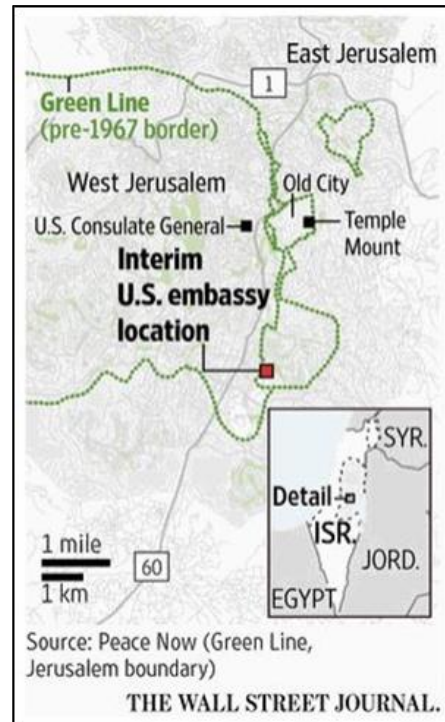 East Jerusalem
1
Green Line
(pre-1967 border)
West Jerusalem
Old City
U.S. Consulate General
Temple
Mount
Interim
U.S. embassy
location
SYR.
Detail
ISR.
JORD.
EGYPT
1 mile
1 km
60
Source: Peace Now (Green Line,
Jerusalem boundary)
THE WALL STREET JOURNAL.